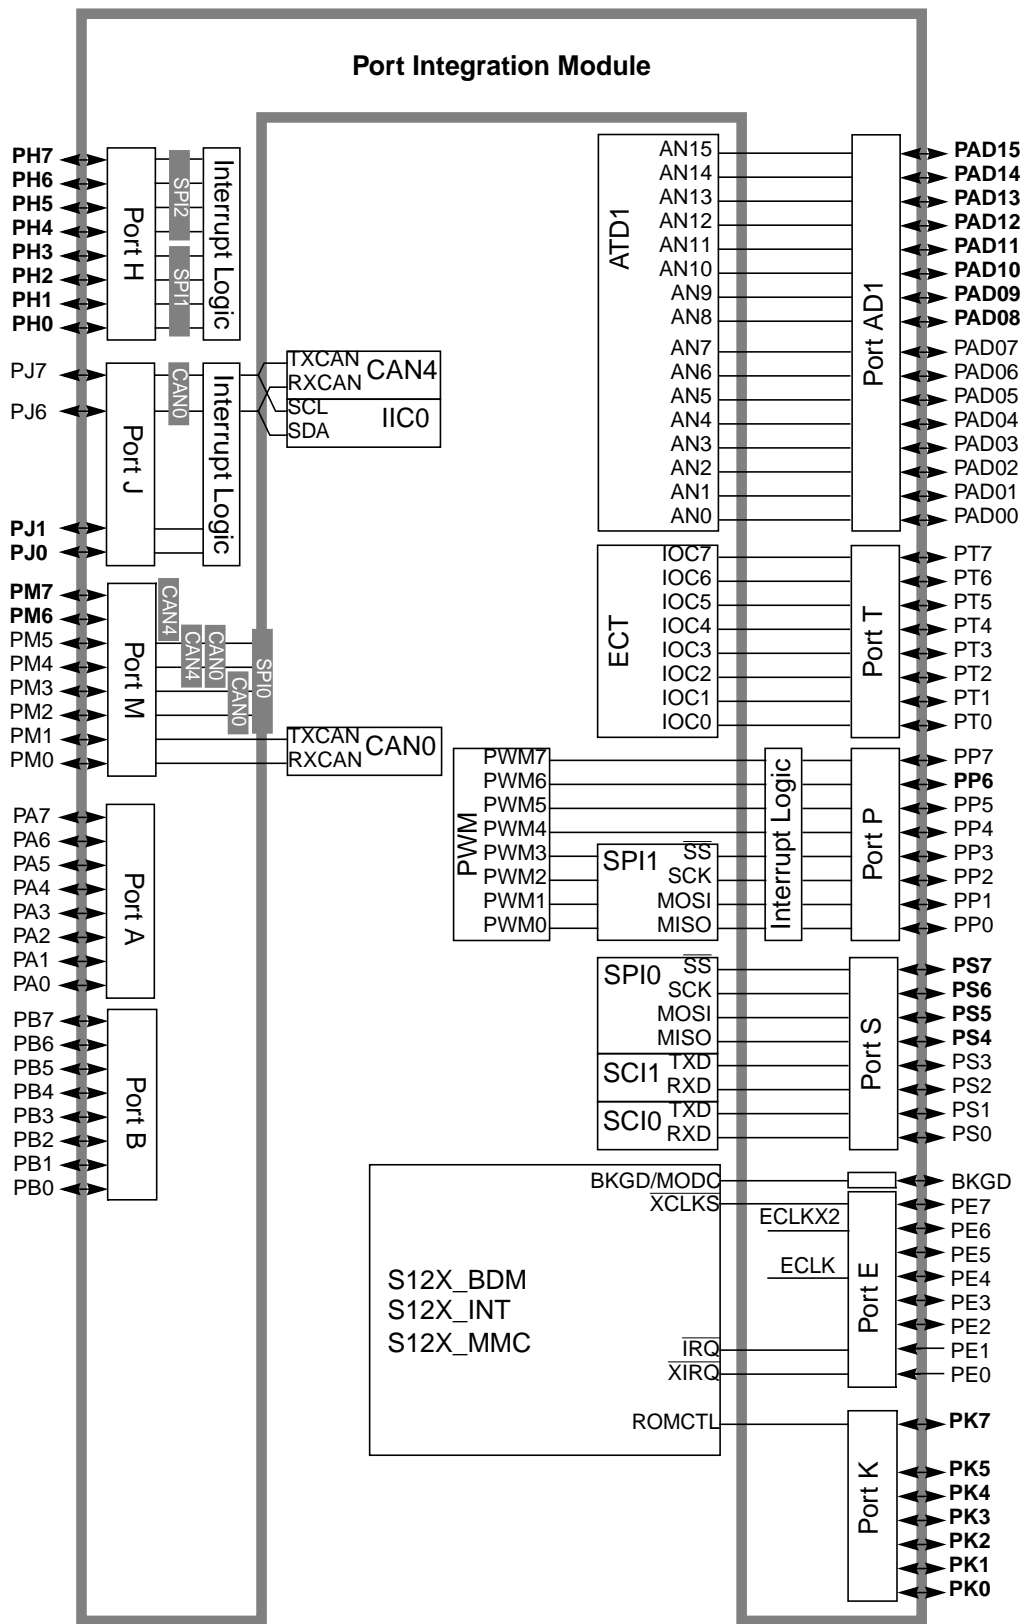 Port Integration Module
PH7
PH6
PH5
PH4
PH3
PH2
PH1
PH0
Port H
SPI2
SPI1
Interrupt Logic
PJ7
PJ6
PJ1
PJ0
Port J
CAN0
Interrupt Logic
TXCAN
RXCAN
CAN4
SCL
SDA
IIC0
PM7
PM6
PM5
PM4
PM3
PM2
PM1
PM0
Port M
CAN4
CAN4
CAN0
CAN0
SPI0
TXCAN
RXCAN
CAN0
PA7
PA6
PA5
PA4
PA3
PA2
PA1
PA0
Port A
PB7
PB6
PB5
PB4
PB3
PB2
PB1
PB0
Port B
ATD1
AN15
AN14
AN13
AN12
AN11
AN10
AN9
AN8
AN7
AN6
AN5
AN4
AN3
AN2
AN1
AN0
Port AD1
PAD15
PAD14
PAD13
PAD12
PAD11
PAD10
PAD09
PAD08
PAD07
PAD06
PAD05
PAD04
PAD03
PAD02
PAD01
PAD00
ECT
IOC7
IOC6
IOC5
IOC4
IOC3
IOC2
IOC1
IOC0
Port T
PT7
PT6
PT5
PT4
PT3
PT2
PT1
PT0
PWM
PWM7
PWM6
PWM5
PWM4
PWM3
PWM2
PWM1
PWM0
SPI1
SS
SCK
MOSI
MISO
Interrupt Logic
Port P
PP7
PP6
PP5
PP4
PP3
PP2
PP1
PP0
SPI0
SS
SCK
MOSI
MISO
SCI1
TXD
RXD
SCI0
TXD
RXD
Port S
PS7
PS6
PS5
PS4
PS3
PS2
PS1
PS0
S12X_BDM
S12X_INT
S12X_MMC
BKGD/MODC
XCLKS
ECLKX2
ECLK
IRQ
XIRQ
ROMCTL
BKGD
Port E
PE7
PE6
PE5
PE4
PE3
PE2
PE1
PE0
Port K
PK7
PK5
PK4
PK3
PK2
PK1
PK0